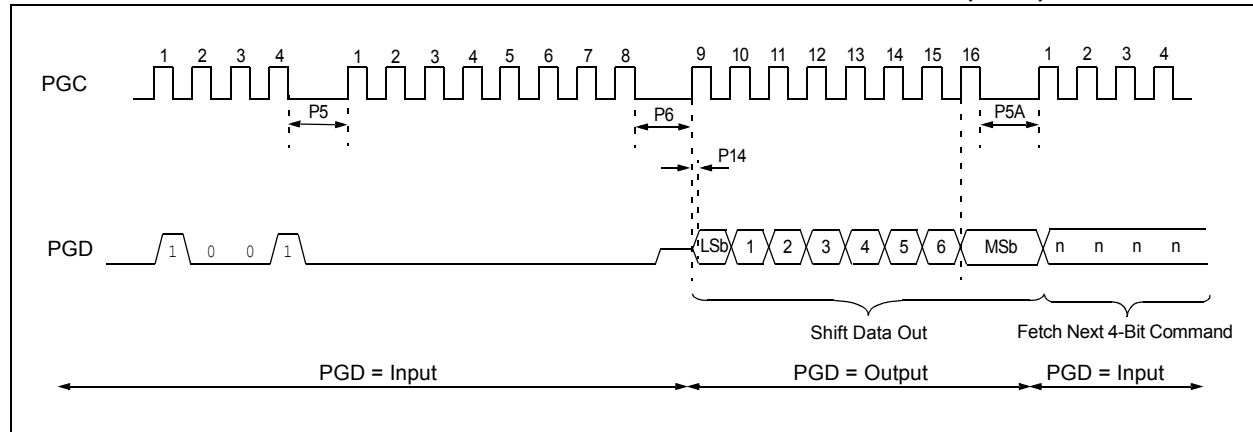 1 2 3 4 1 2 3 4 5 6 7 8 9 10 11 12 13 14 15 16 1 2 3 4
PGC
P5 P6 P5A
P14
PGD 1 0 0 1 LSb 1 2 3 4 5 6 MSb n n n n
Shift Data Out Fetch Next 4-Bit Command
PGD = Input PGD = Output PGD = Input